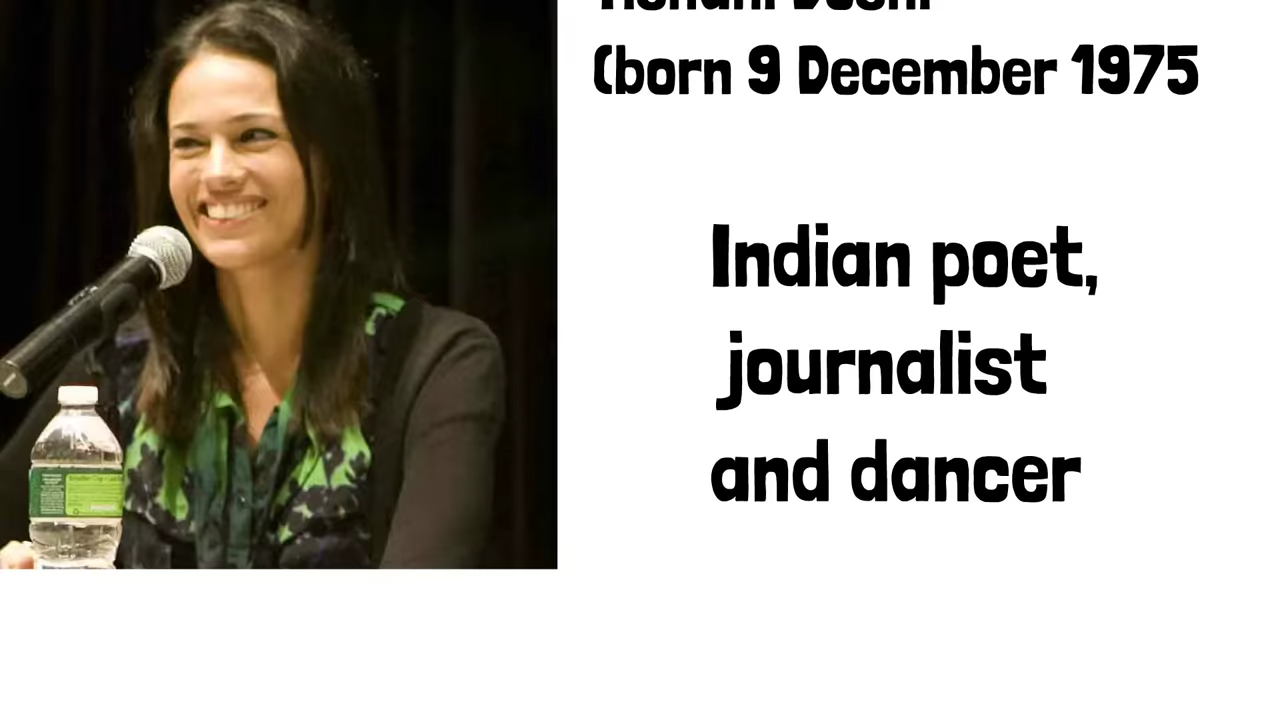 (born 9 December 1975
Indian poet,
journalist
and dancer